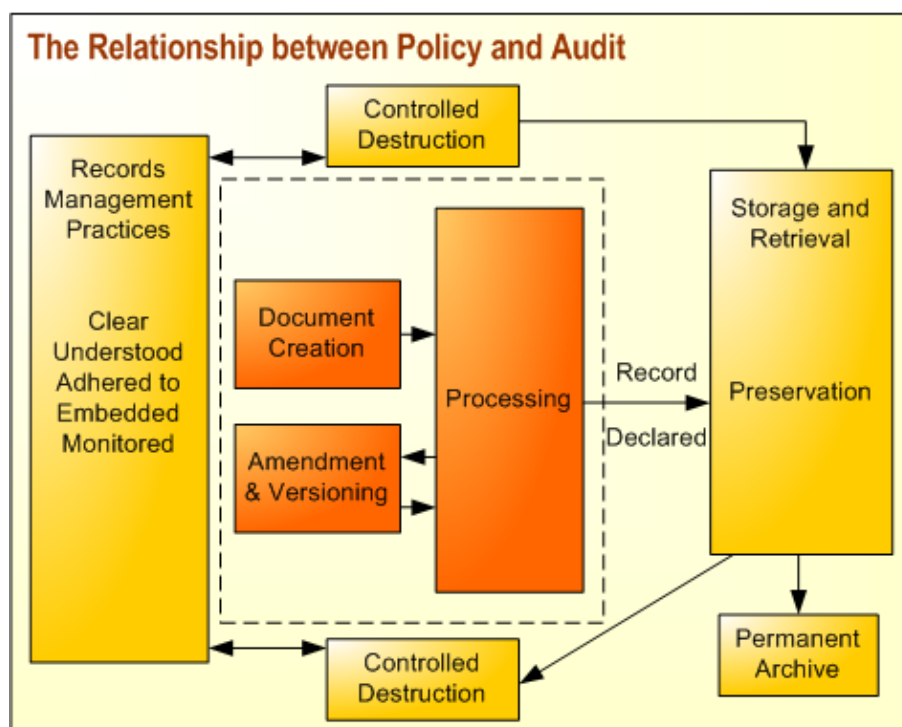 The Relationship between Policy and Audit
Controlled
Destruction
Records
Management
Practices
Clear
Understood
Adhered to
Embedded
Monitored
Document
Creation
Amendment
& Versioning
Processing
Record
Declared
Storage and
Retrieval
Preservation
Controlled
Destruction
Permanent
Archive